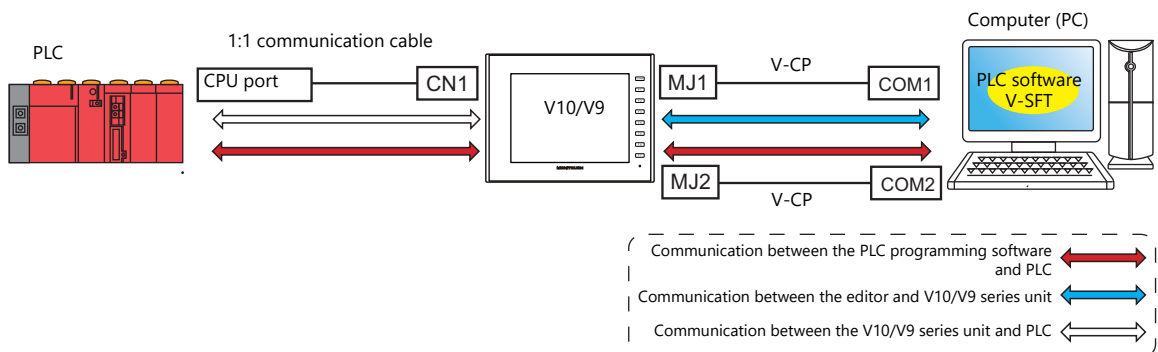 Computer (PC)
PLC
1:1 communication cable
CPU port
CN1
V10/V9
MJ1
V-CP
COM1
PLC software
V-SFT
MJ2
V-CP
COM2
Communication between the PLC programming software
and PLC
Communication between the editor and V10/V9 series unit
Communication between the V10/V9 series unit and PLC